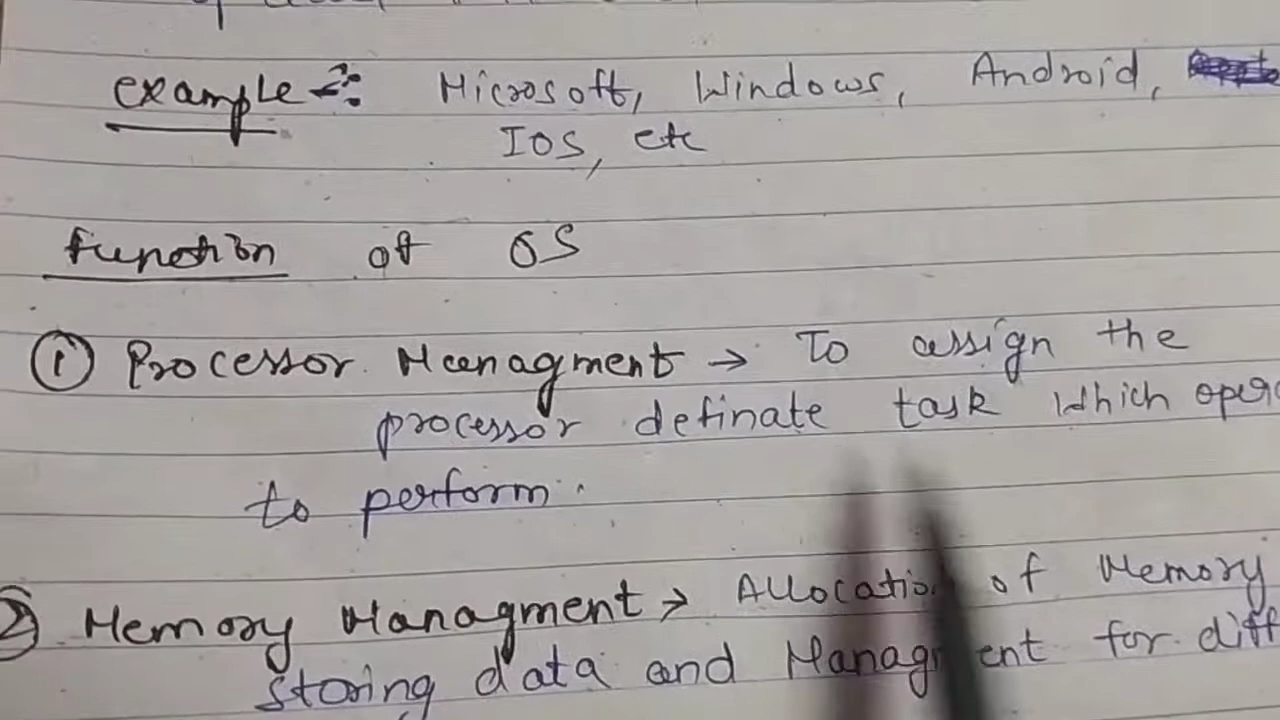 example :
Microsoft, Windows, Android,
IOS, etc
Function of OS
① Processor Managment → To assign the
processor definate task which
to perform.
② Memory Managment → Allocation of Memory
storing data and Managment for